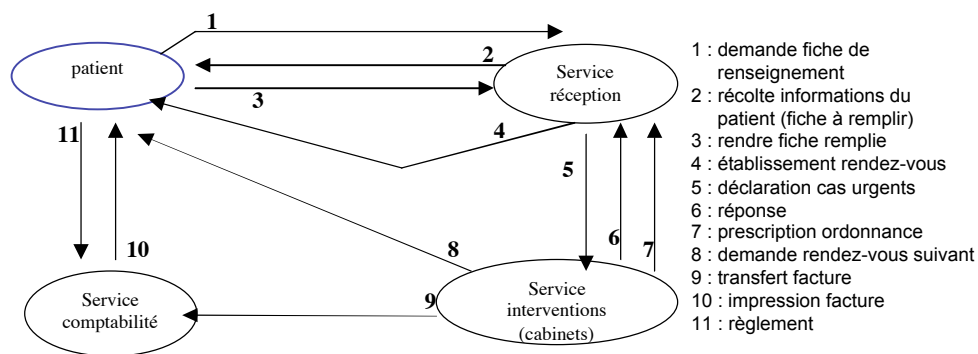 1
patient
2
Service
réception
3
4
11
5
6
7
10
8
Service
comptabilité
9
Service
interventions
(cabinets)
1 : demande fiche de
renseignement
2 : récolte informations du
patient (fiche à remplir)
3 : rendre fiche remplie
4 : établissement rendez-vous
5 : déclaration cas urgents
6 : réponse
7 : prescription ordonnance
8 : demande rendez-vous suivant
9 : transfert facture
10 : impression facture
11 : règlement